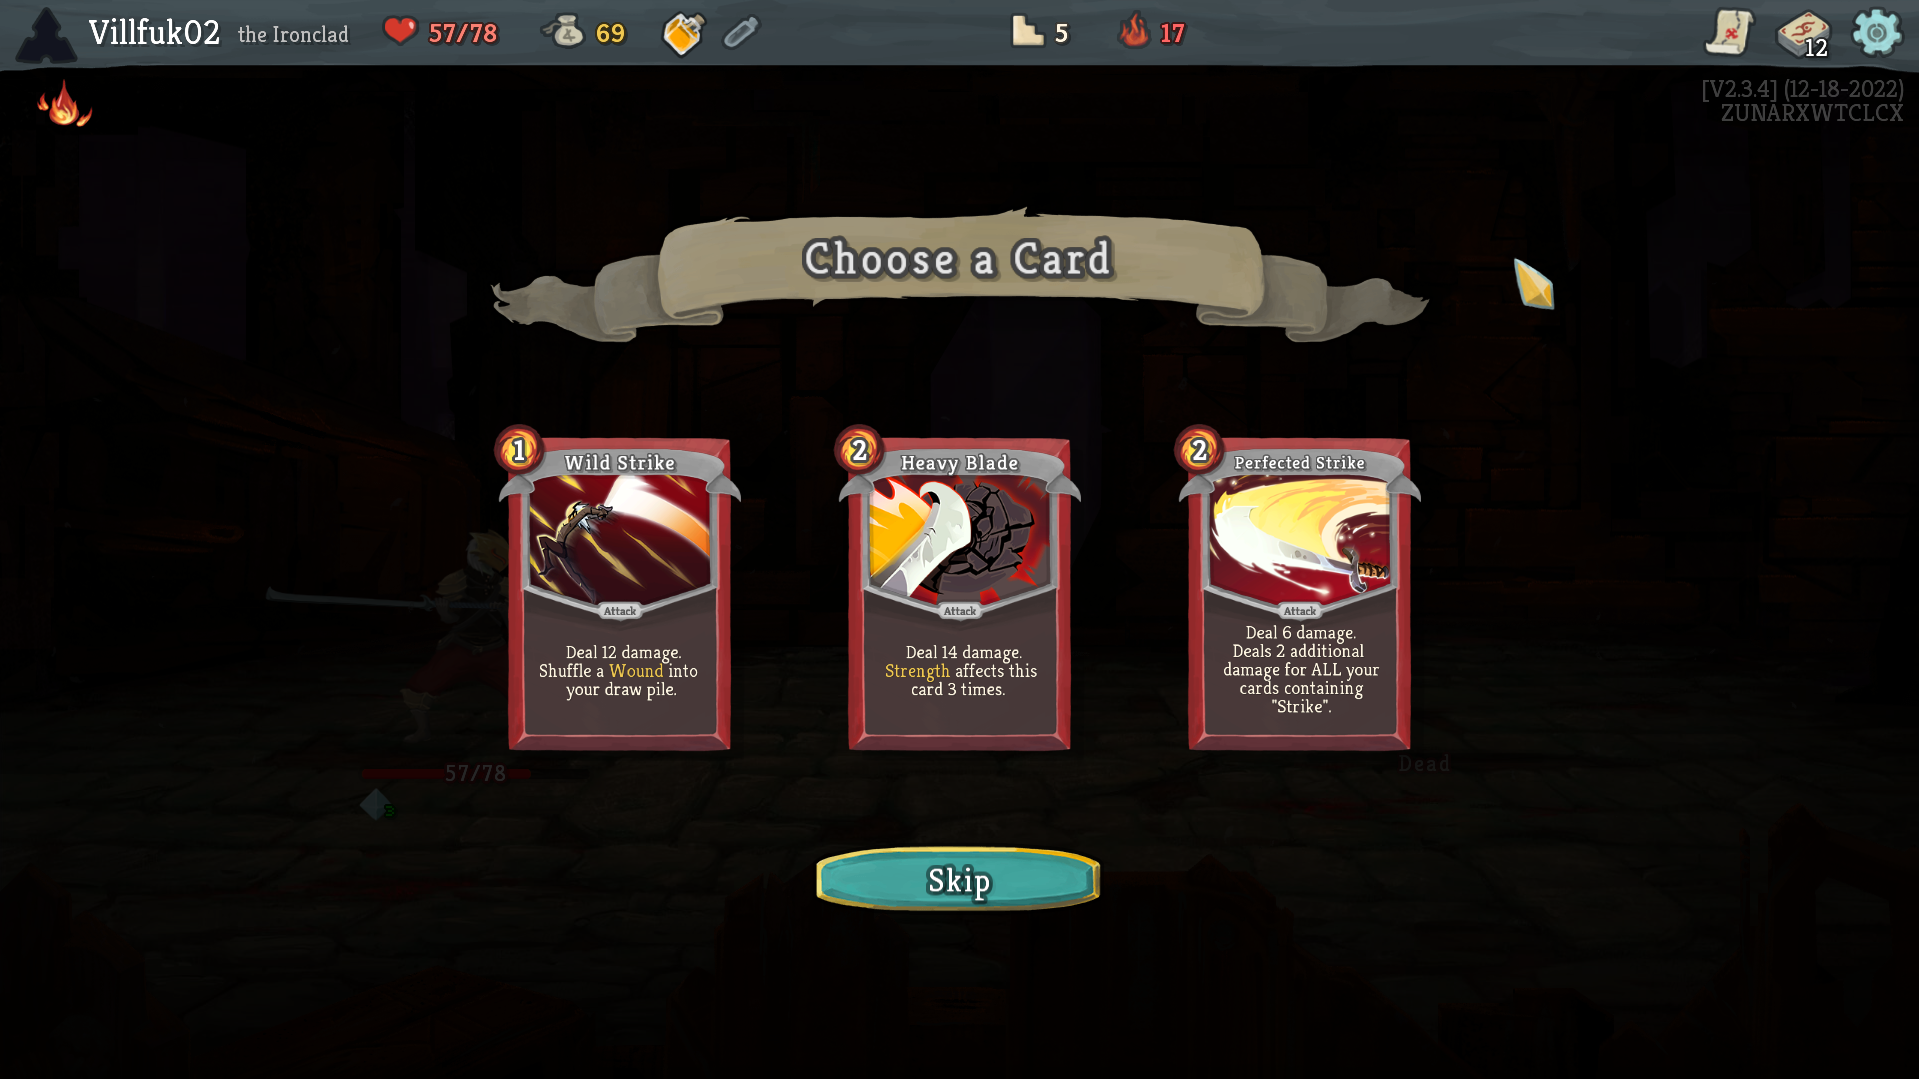 Villfuk02 the Ironclad 57/78 69 5 17 12
[V2.3.4] (12-18-2022)
ZUNARXWTCLCX
Choose a Card
1
Wild Strike
Attack
Deal 12 damage.
Shuffle a Wound into
your draw pile.
2
Heavy Blade
Attack
Deal 14 damage.
Strength affects this
card 3 times.
2
Perfected Strike
Attack
Deal 6 damage.
Deals 2 additional
damage for ALL your
cards containing
"Strike".
57/78
3
Dead
Skip